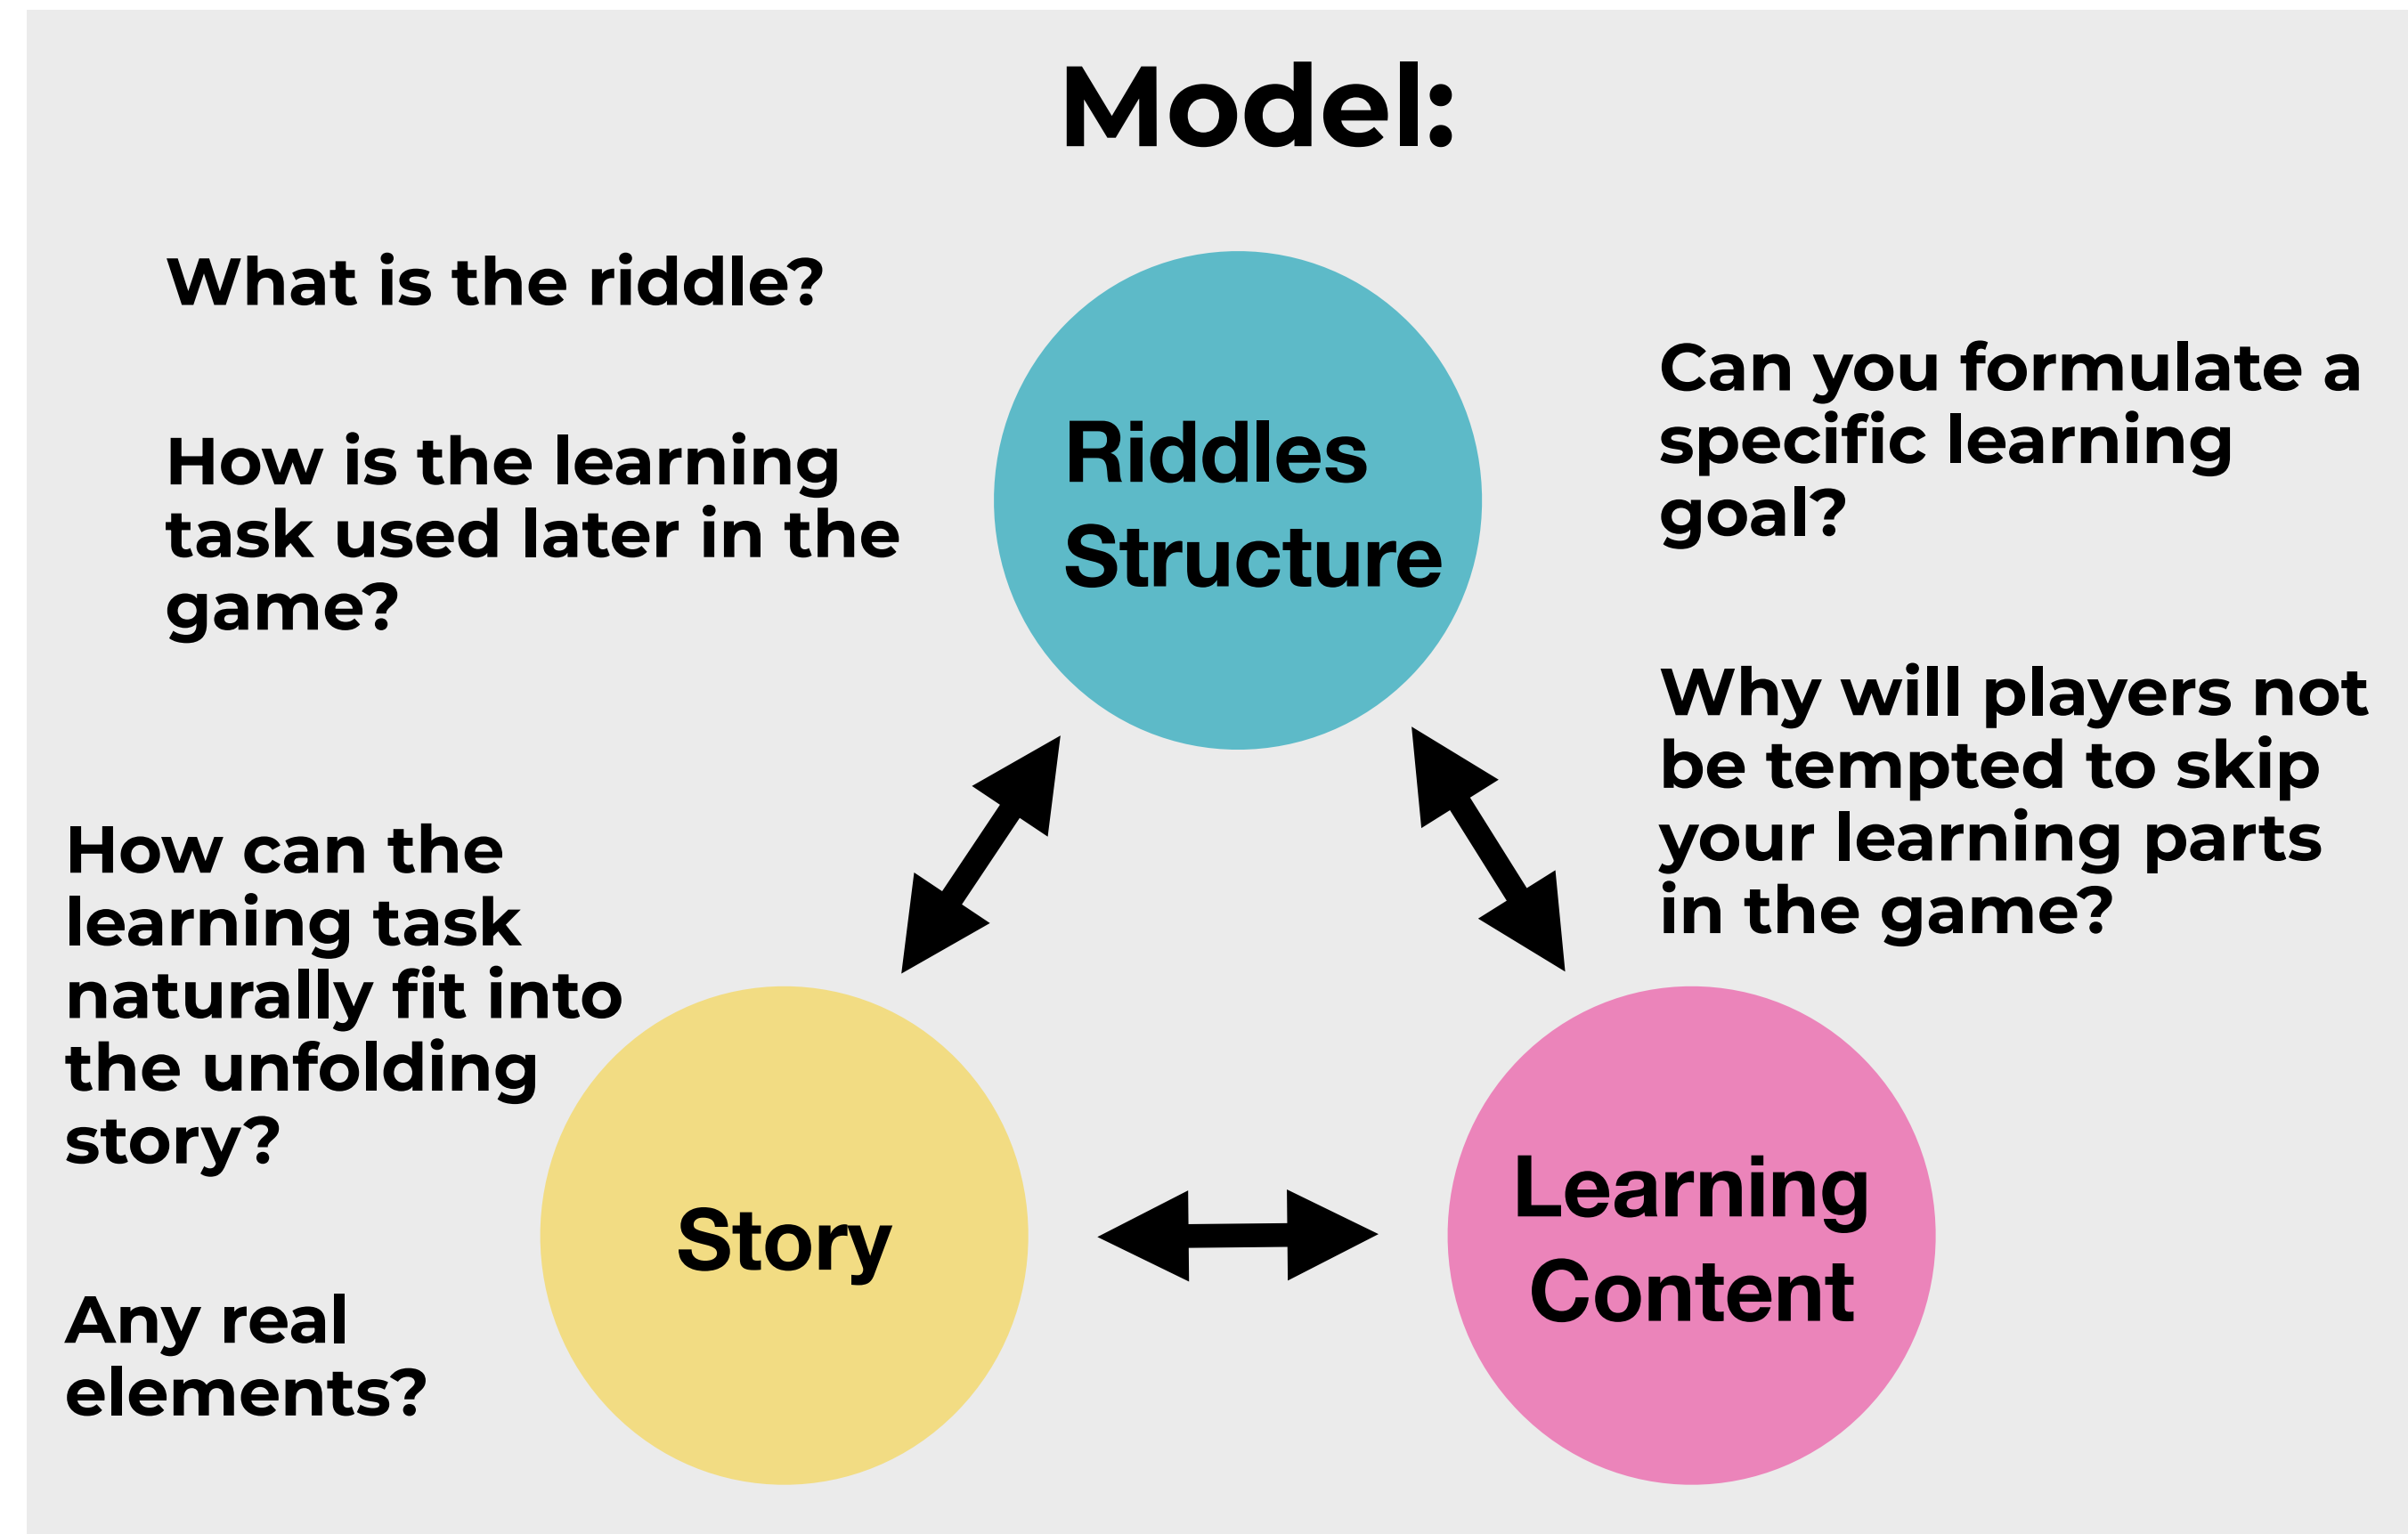 Model:
What is the riddle?
How is the learning
task used later in the
game?
Riddles
Structure
Can you formulate a
specific learning
goal?
Why will players not
be tempted to skip
your learning parts
in the game?
How can the
learning task
naturally fit into
the unfolding
story?
Any real
elements?
Story
Learning
Content